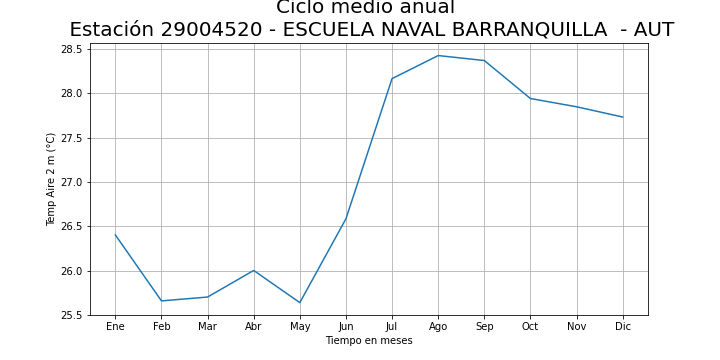 Ciclo medio anual
Estación 29004520 - ESCUELA NAVAL BARRANQUILLA - AUT
28.5
28.0
27.5
27.0
26.5
26.0
25.5
Temp Aire 2 m (°C)
Ene Feb Mar Abr May Jun Jul Ago Sep Oct Nov Dic
Tiempo en meses